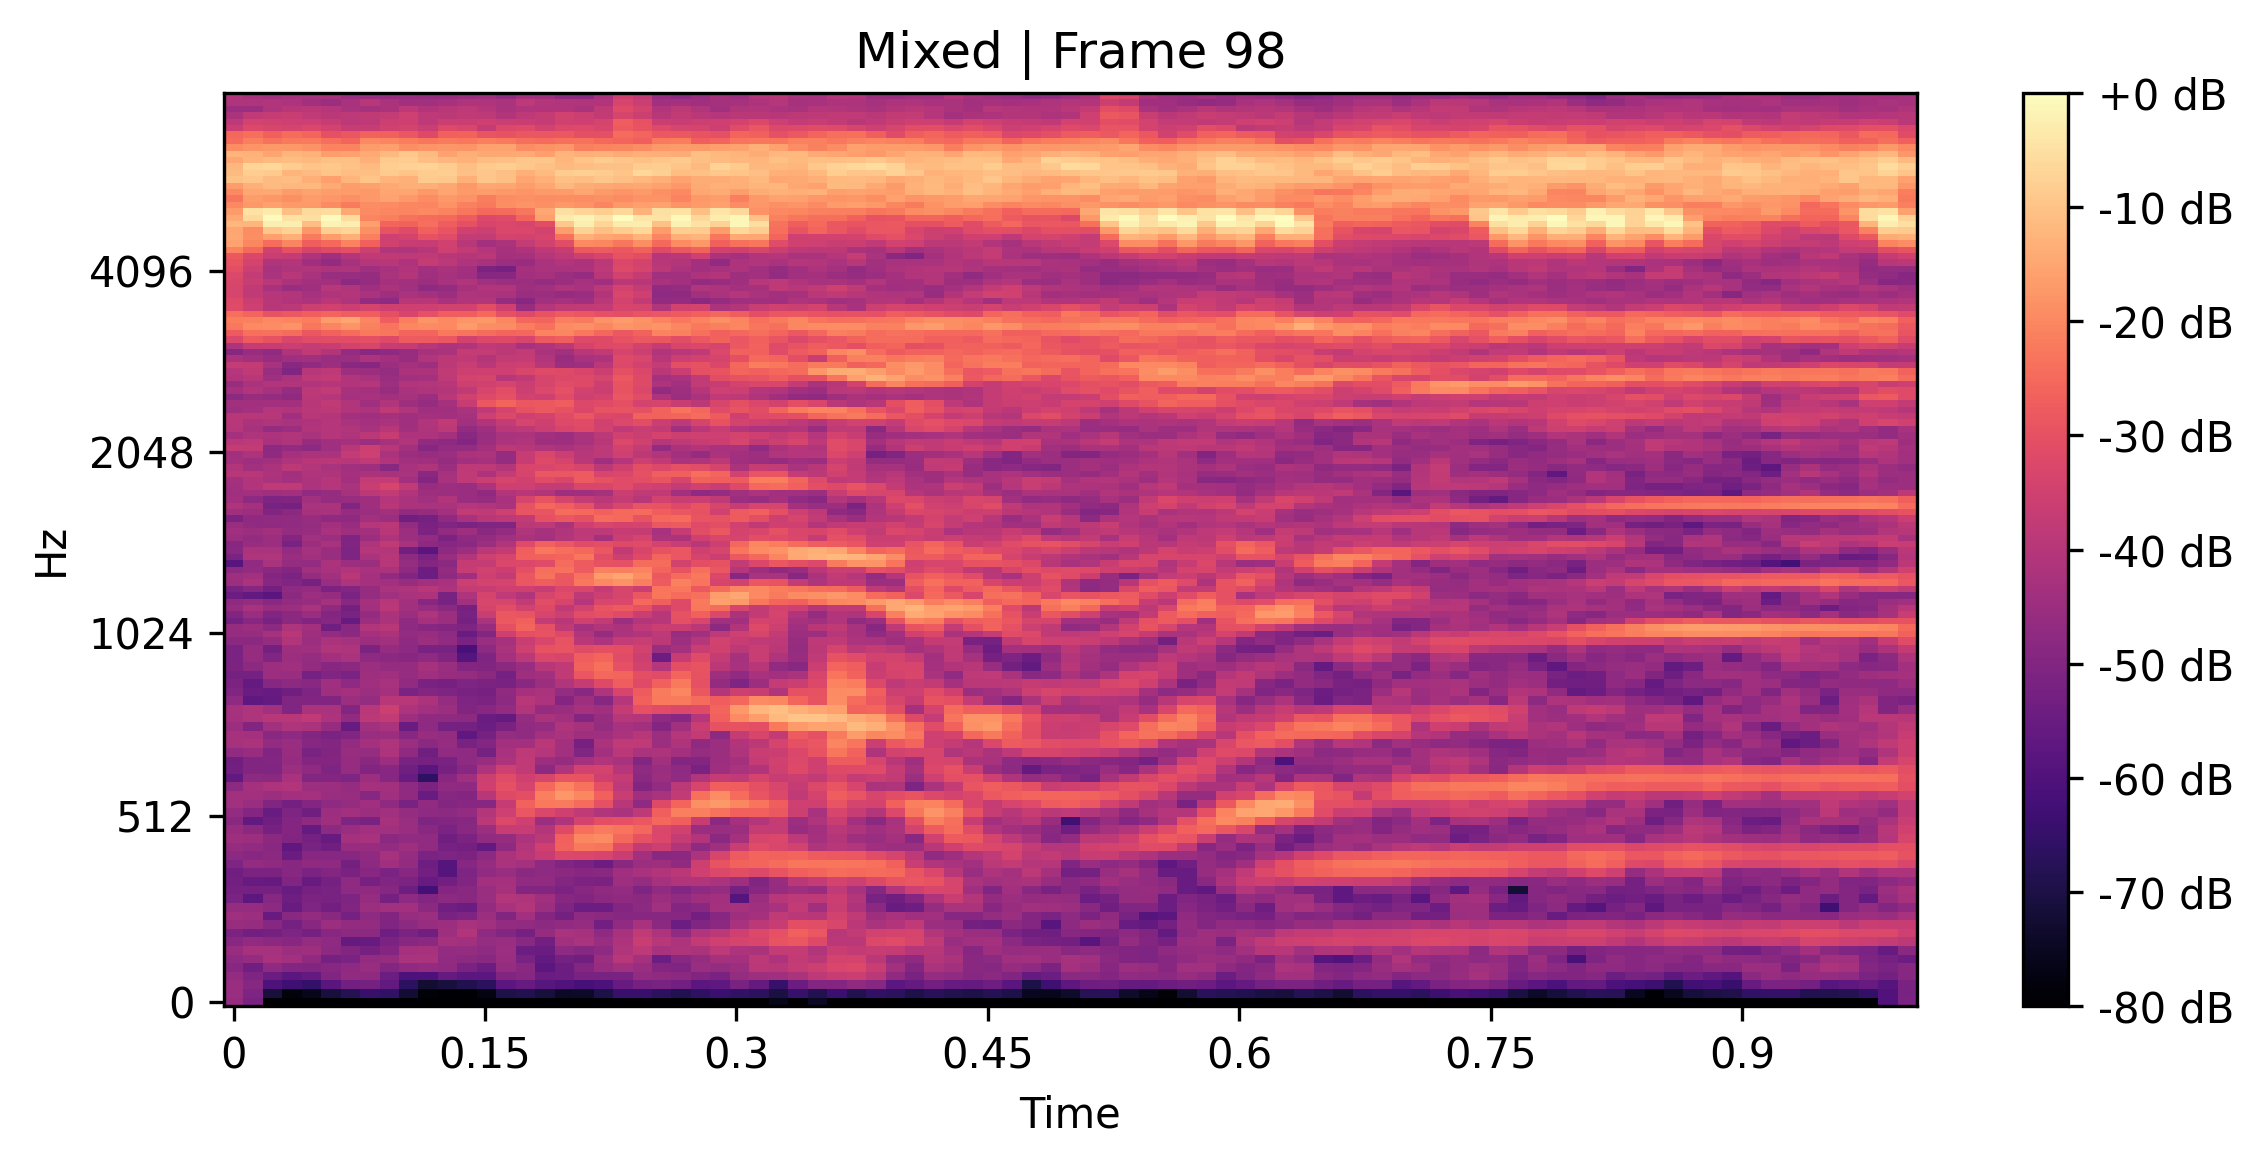 Mixed | Frame 98
+0 dB
-10 dB
-20 dB
-30 dB
-40 dB
-50 dB
-60 dB
-70 dB
-80 dB
Hz
4096
2048
1024
512
0
0 0.15 0.3 0.45 0.6 0.75 0.9
Time